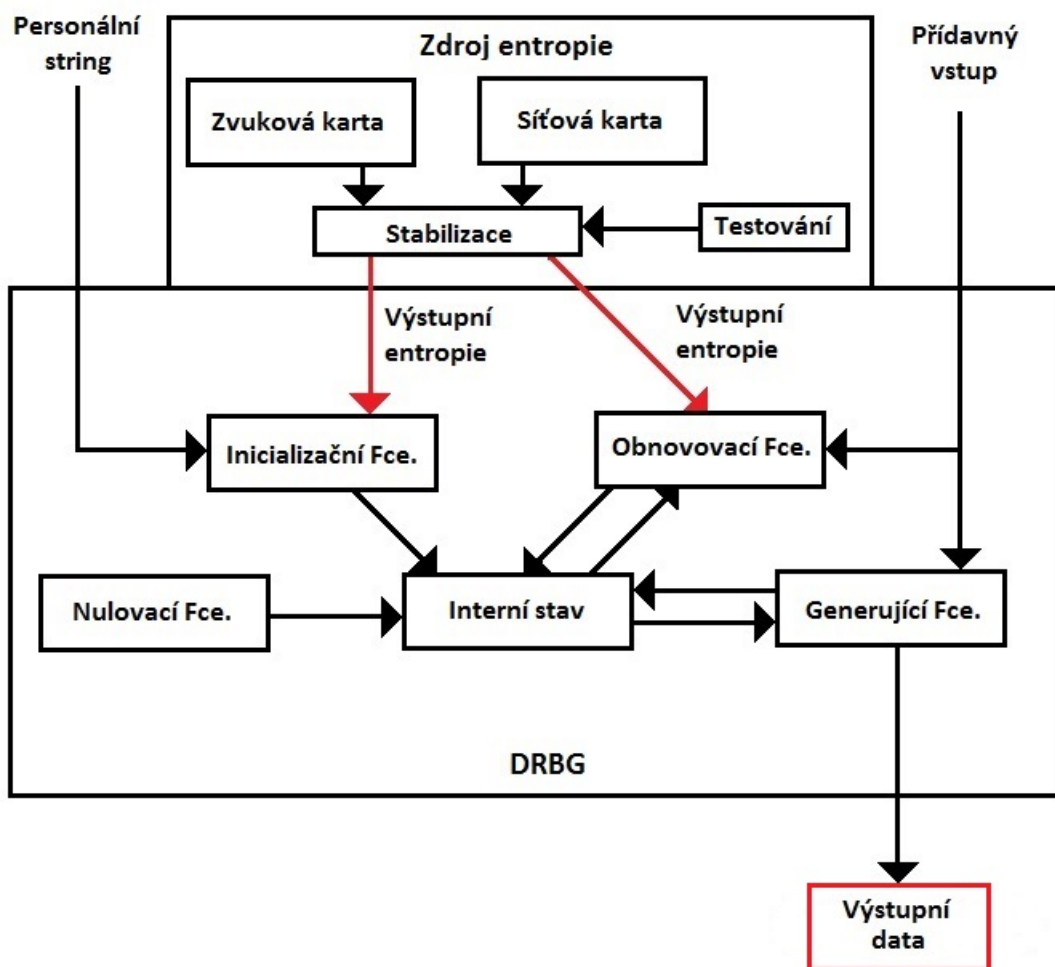 Personální
string
Zdroj entropie
Přídavný
vstup
Zvuková karta
Síťová karta
Stabilizace
Testování
Výstupní
entropie
Výstupní
entropie
Inicializační Fce.
Obnovovací Fce.
Nulovací Fce.
Interní stav
Generující Fce.
DRBG
Výstupní
data